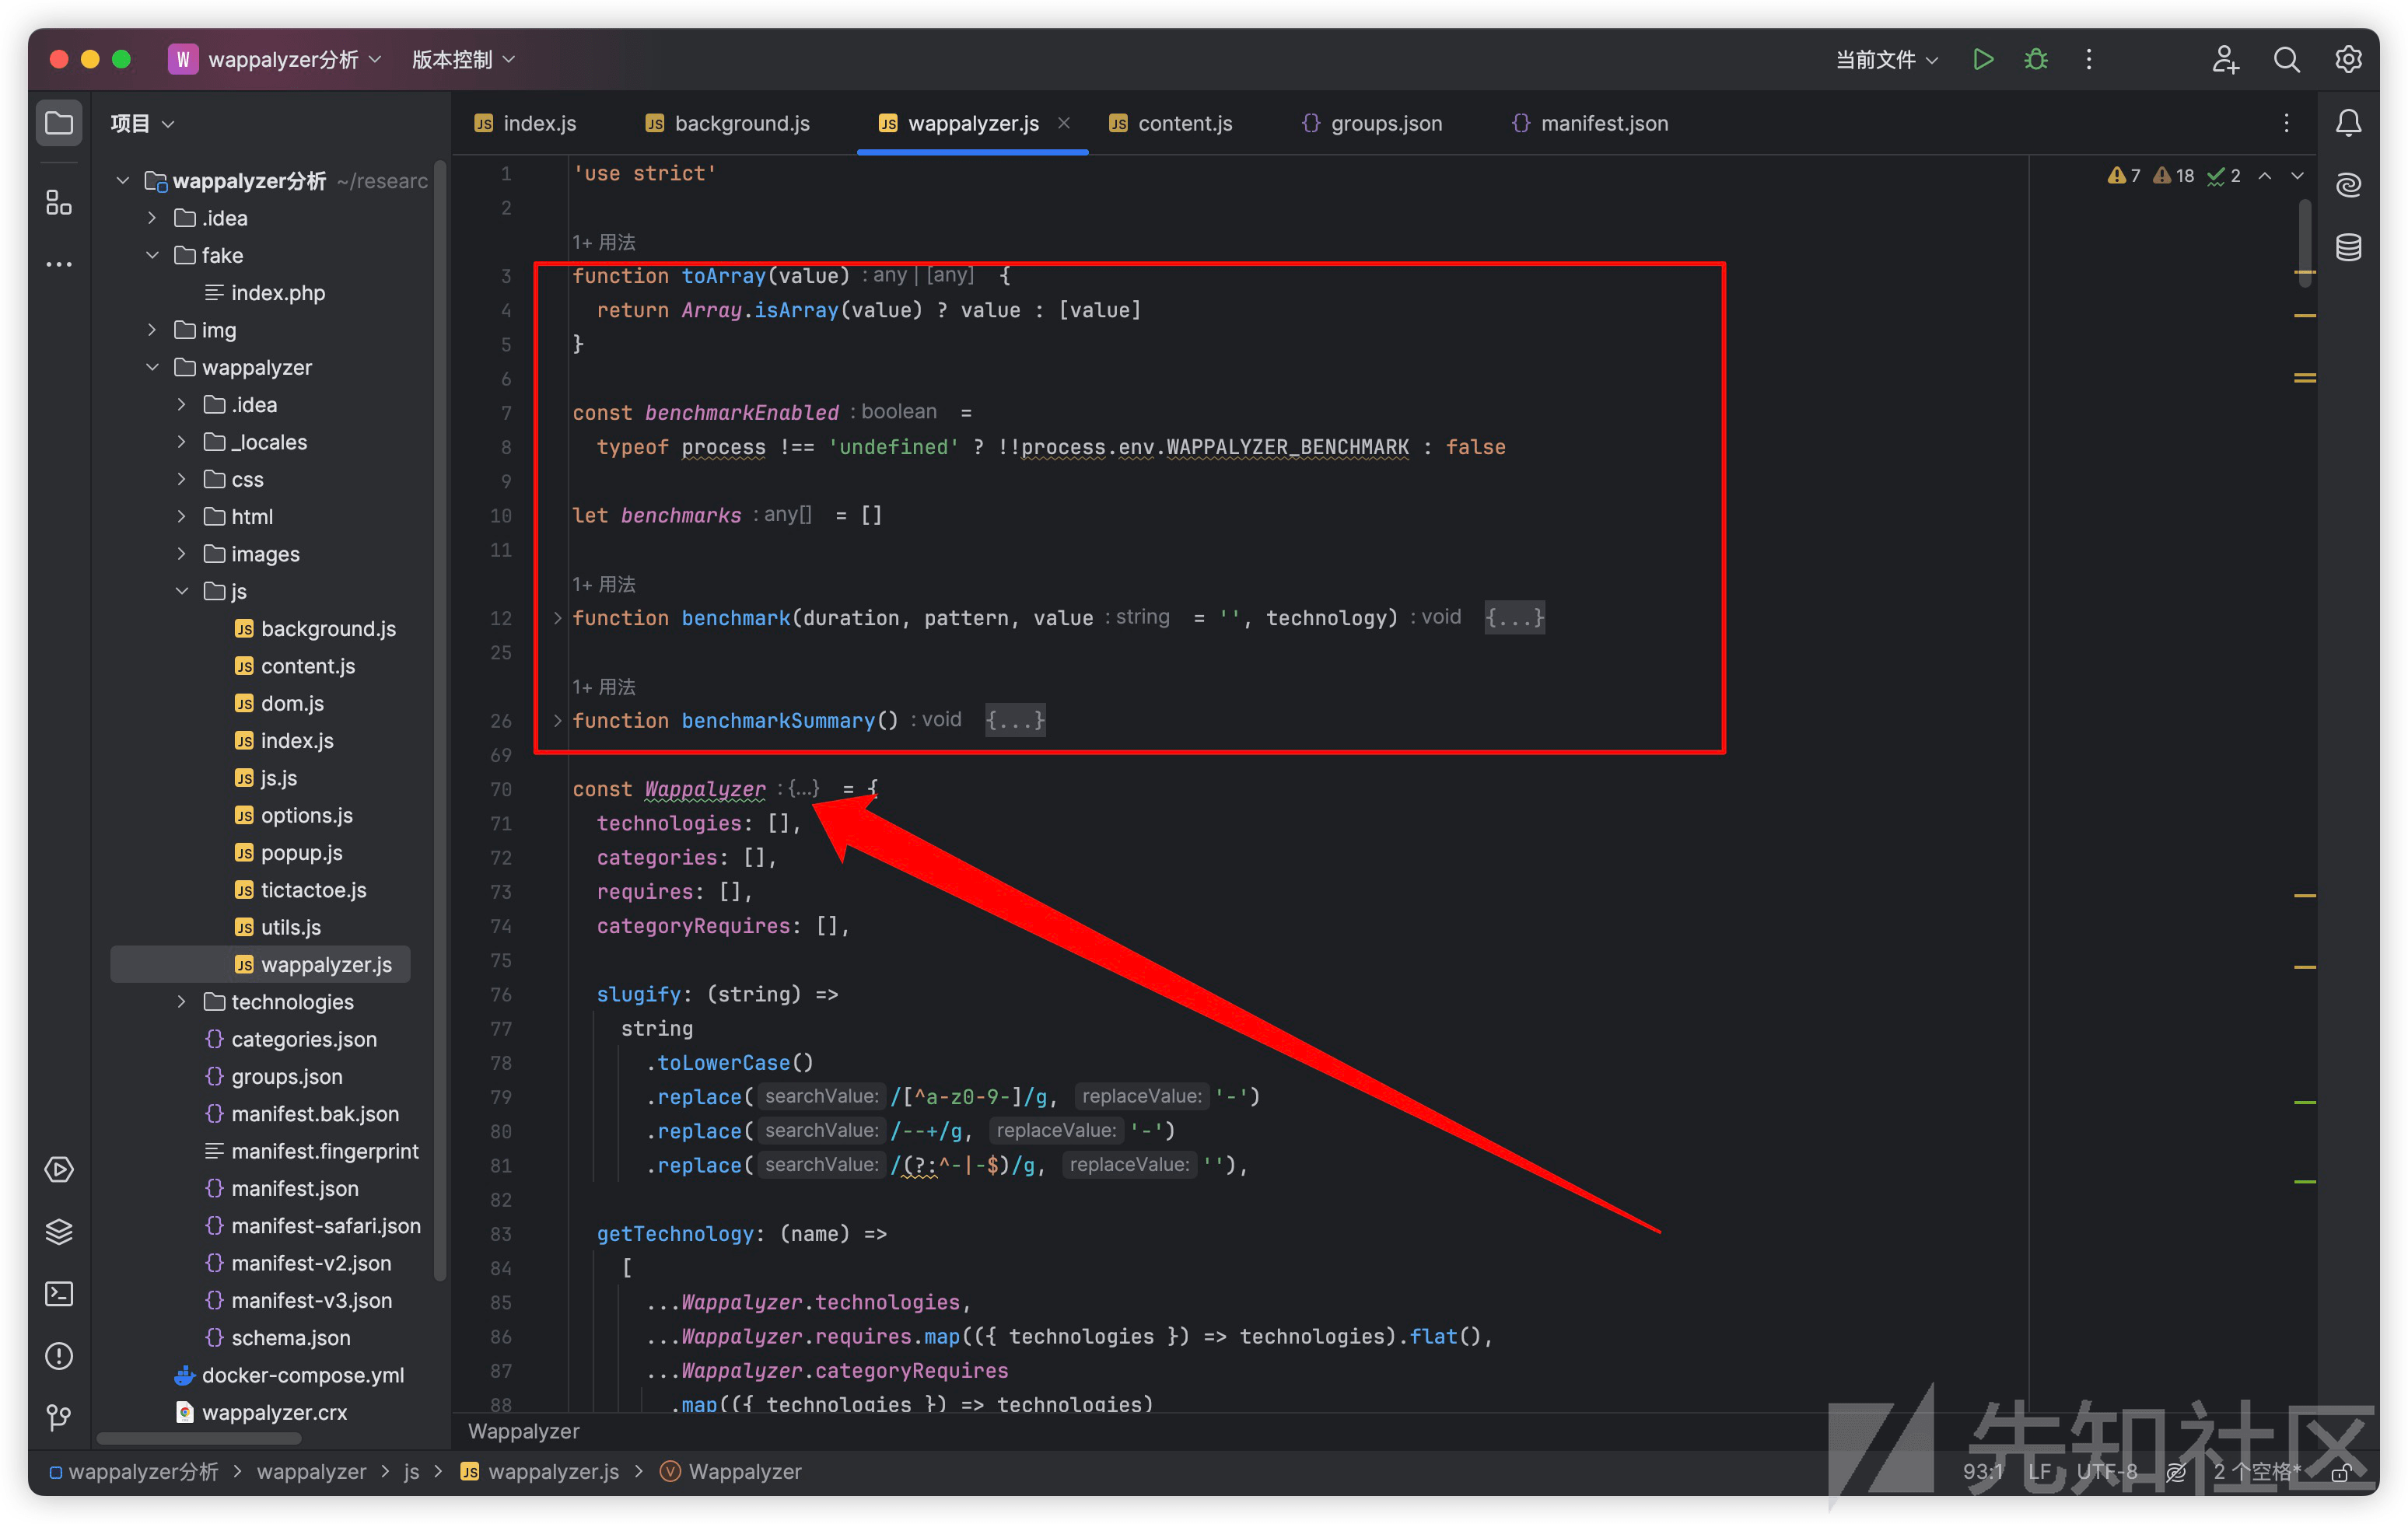 W wappalyzer分析 版本控制 当前文件
项目
index.js background.js wappalyzer.js content.js groups.json manifest.json
wappalyzer分析 ~/researc
.idea
fake
index.php
img
wappalyzer
.idea
_locales
css
html
images
js
background.js
content.js
dom.js
index.js
js.js
options.js
popup.js
tictactoe.js
utils.js
wappalyzer.js
technologies
categories.json
groups.json
manifest.bak.json
manifest.fingerprint
manifest.json
manifest-safari.json
manifest-v2.json
manifest-v3.json
schema.json
docker-compose.yml
wappalyzer.crx
7 18 2
1 'use strict'
2
1+ 用法
3 function toArray(value) : any | [any] {
4 return Array.isArray(value) ? value : [value]
5 }
6
7 const benchmarkEnabled : boolean =
8 typeof process !== 'undefined' ? !!process.env.WAPPALYZER_BENCHMARK : false
9
10 let benchmarks : any[] = []
11
1+ 用法
12 function benchmark(duration, pattern, value : string = '', technology) : void {...}
25
1+ 用法
26 function benchmarkSummary() : void {...}
69
70 const Wappalyzer : {...} = {
71 technologies: [],
72 categories: [],
73 requires: [],
74 categoryRequires: [],
75
76 slugify: (string) =>
77 string
78 .toLowerCase()
79 .replace( searchValue: /[^a-z0-9-]/g, replaceValue: '-')
80 .replace( searchValue: /--+/g, replaceValue: '-')
81 .replace( searchValue: /(?:^-|-$)/g, replaceValue: ''),
82
83 getTechnology: (name) =>
84 [
85 ...Wappalyzer.technologies,
86 ...Wappalyzer.requires.map(({ technologies }) => technologies).flat(),
87 ...Wappalyzer.categoryRequires
88 .map(({ technologies }) => technologies)
Wappalyzer
wappalyzer分析 > wappalyzer > js > JS wappalyzer.js > V Wappalyzer
93:1 LF UTF-8 2 个空格*
先知社区